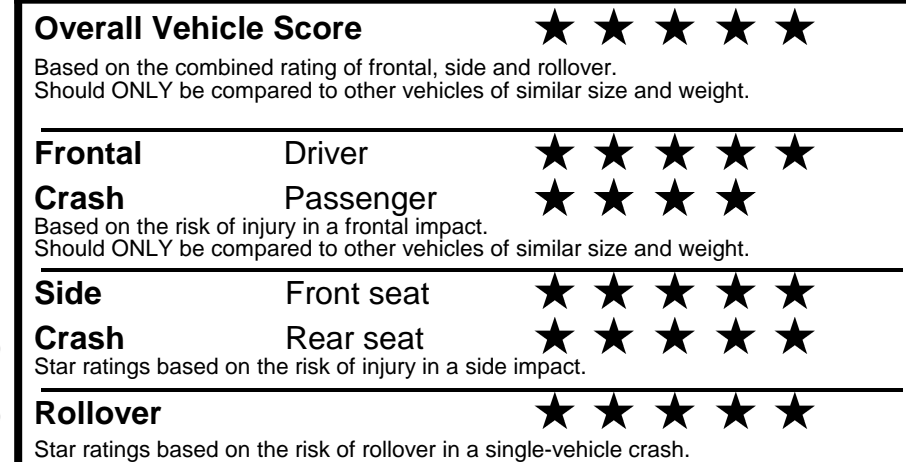 Overall Vehicle Score ★ ★ ★ ★ ★
Based on the combined rating of frontal, side and rollover.
Should ONLY be compared to other vehicles of similar size and weight.
Frontal Driver ★ ★ ★ ★ ★
Crash Passenger ★ ★ ★ ★
Based on the risk of injury in a frontal impact.
Should ONLY be compared to other vehicles of similar size and weight.
Side Front seat ★ ★ ★ ★ ★
Crash Rear seat ★ ★ ★ ★ ★
Star ratings based on the risk of injury in a side impact.
Rollover ★ ★ ★ ★ ★
Star ratings based on the risk of rollover in a single-vehicle crash.